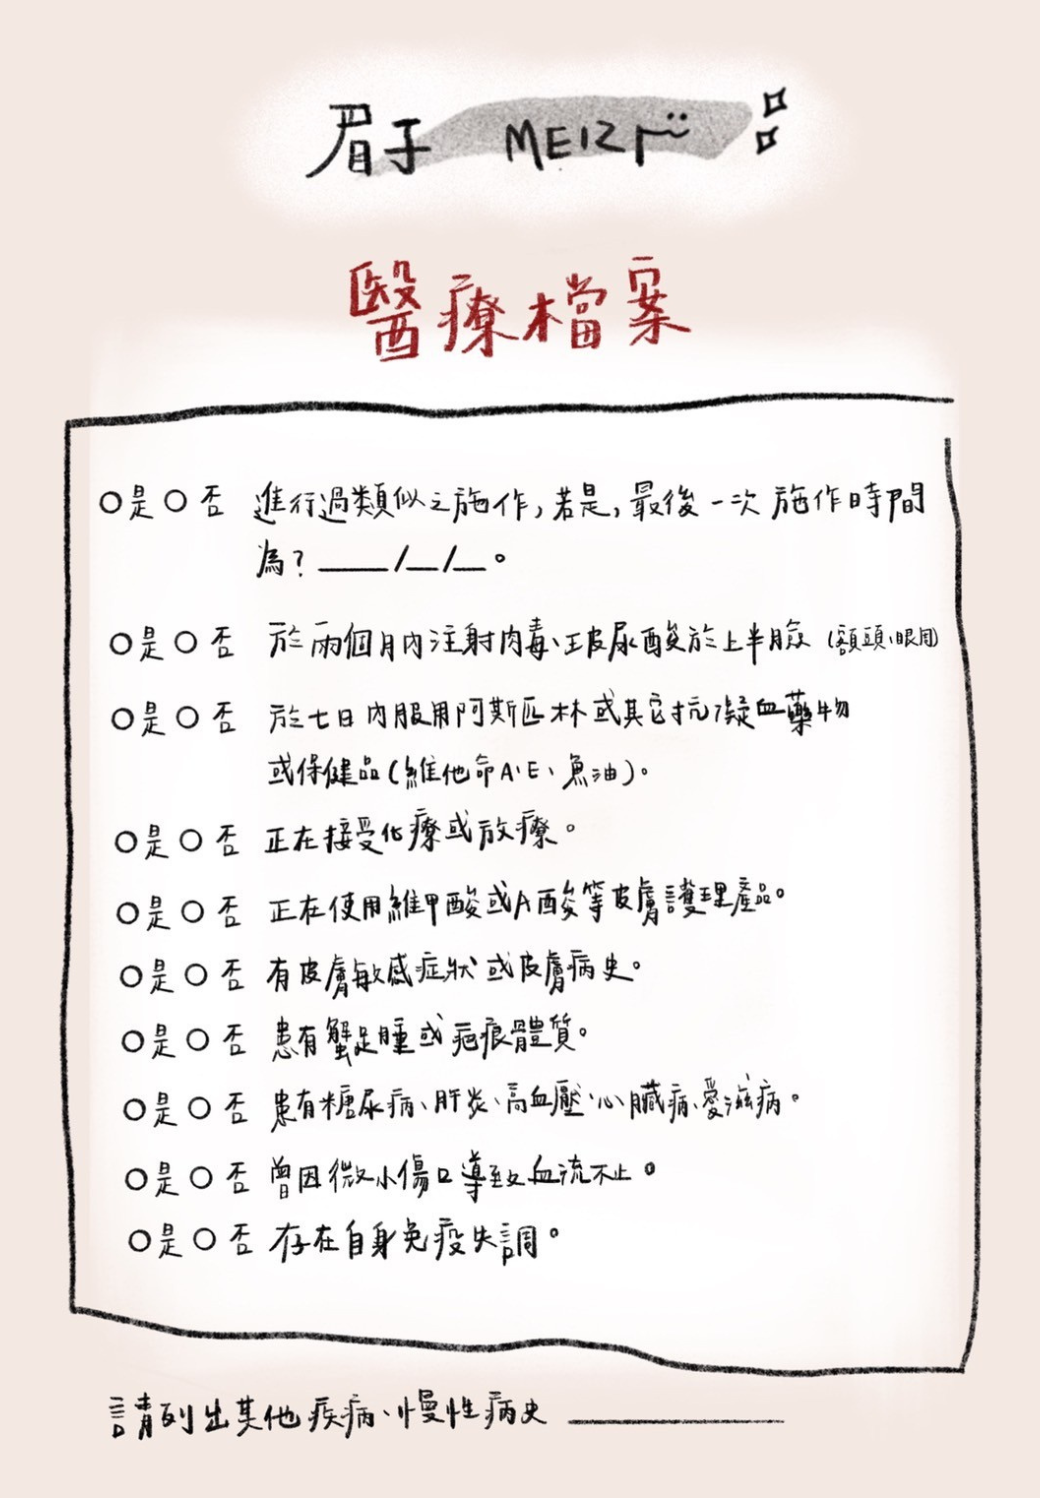 眉子 MEIZI
醫療檔案
○是○否 進行過類似之施作,若是,最後一次施作時間
為?____/__/__。
○是○否 於兩個月內注射肉毒、玻尿酸於上半臉(額頭、眼周)
○是○否 於七日內服用阿斯匹林或其它抗凝血藥物
或保健品(維他命A、E、魚油)。
○是○否 正在接受化療或放療。
○是○否 正在使用維甲酸或A酸等皮膚護理產品。
○是○否 有皮膚敏感症狀或皮膚病史。
○是○否 患有蟹足腫或疤痕體質。
○是○否 患有糖尿病、肝炎、高血壓、心臟病、愛滋病。
○是○否 曾因微小傷口導致血流不止。
○是○否 存在自身免疫失調。
請列出其他疾病、慢性病史 __________